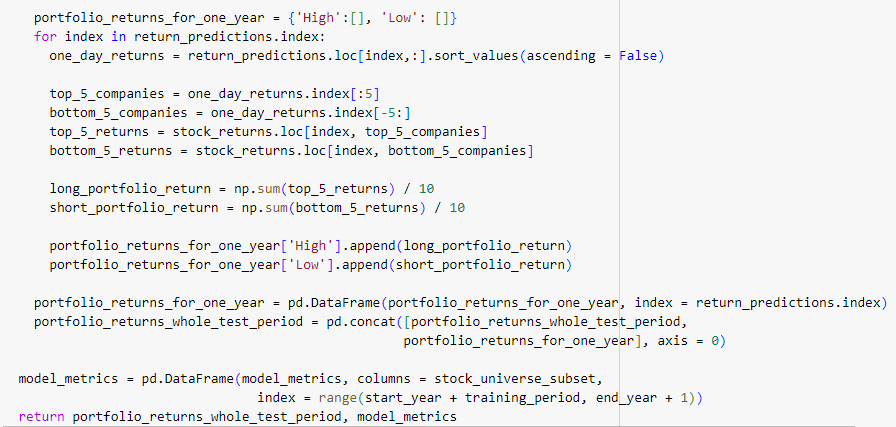 portfolio_returns_for_one_year = {'High':[], 'Low': []}
for index in return_predictions.index:
one_day_returns = return_predictions.loc[index,:].sort_values(ascending = False)
top_5_companies = one_day_returns.index[:5]
bottom_5_companies = one_day_returns.index[-5:]
top_5_returns = stock_returns.loc[index, top_5_companies]
bottom_5_returns = stock_returns.loc[index, bottom_5_companies]
long_portfolio_return = np.sum(top_5_returns) / 10
short_portfolio_return = np.sum(bottom_5_returns) / 10
portfolio_returns_for_one_year['High'].append(long_portfolio_return)
portfolio_returns_for_one_year['Low'].append(short_portfolio_return)
portfolio_returns_for_one_year = pd.DataFrame(portfolio_returns_for_one_year, index = return_predictions.index)
portfolio_returns_whole_test_period = pd.concat([portfolio_returns_whole_test_period,
portfolio_returns_for_one_year], axis = 0)
model_metrics = pd.DataFrame(model_metrics, columns = stock_universe_subset,
index = range(start_year + training_period, end_year + 1))
return portfolio_returns_whole_test_period, model_metrics